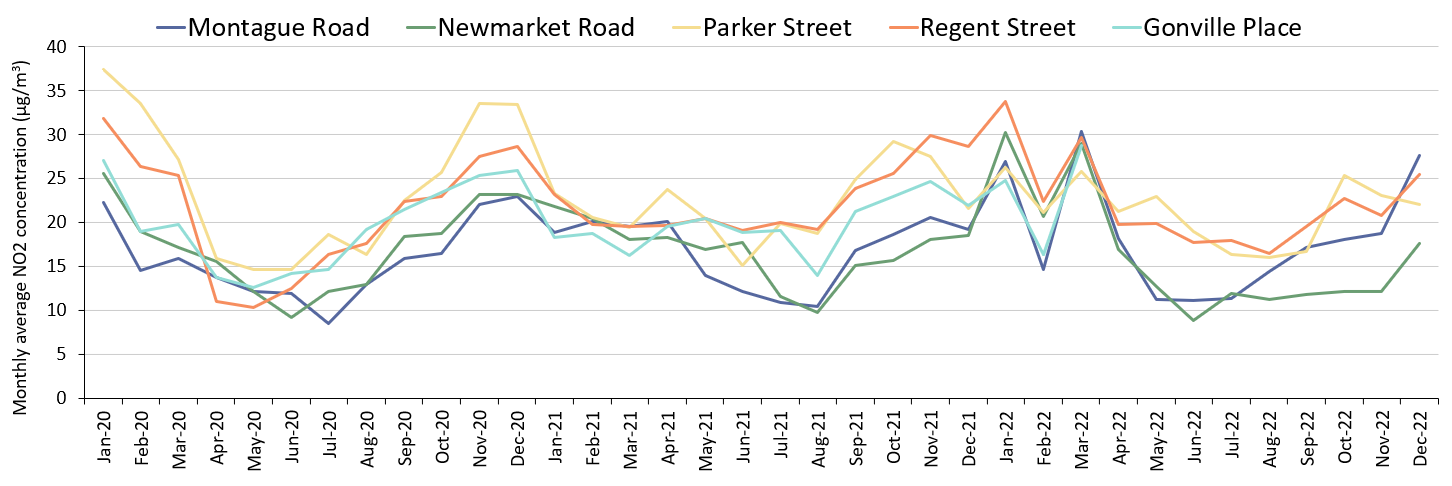 Montague Road Newmarket Road Parker Street Regent Street Gonville Place
Monthly average NO2 concentration (µg/m³)
40
35
30
25
20
15
10
5
0
Jan-20
Feb-20
Mar-20
Apr-20
May-20
Jun-20
Jul-20
Aug-20
Sep-20
Oct-20
Nov-20
Dec-20
Jan-21
Feb-21
Mar-21
Apr-21
May-21
Jun-21
Jul-21
Aug-21
Sep-21
Oct-21
Nov-21
Dec-21
Jan-22
Feb-22
Mar-22
Apr-22
May-22
Jun-22
Jul-22
Aug-22
Sep-22
Oct-22
Nov-22
Dec-22